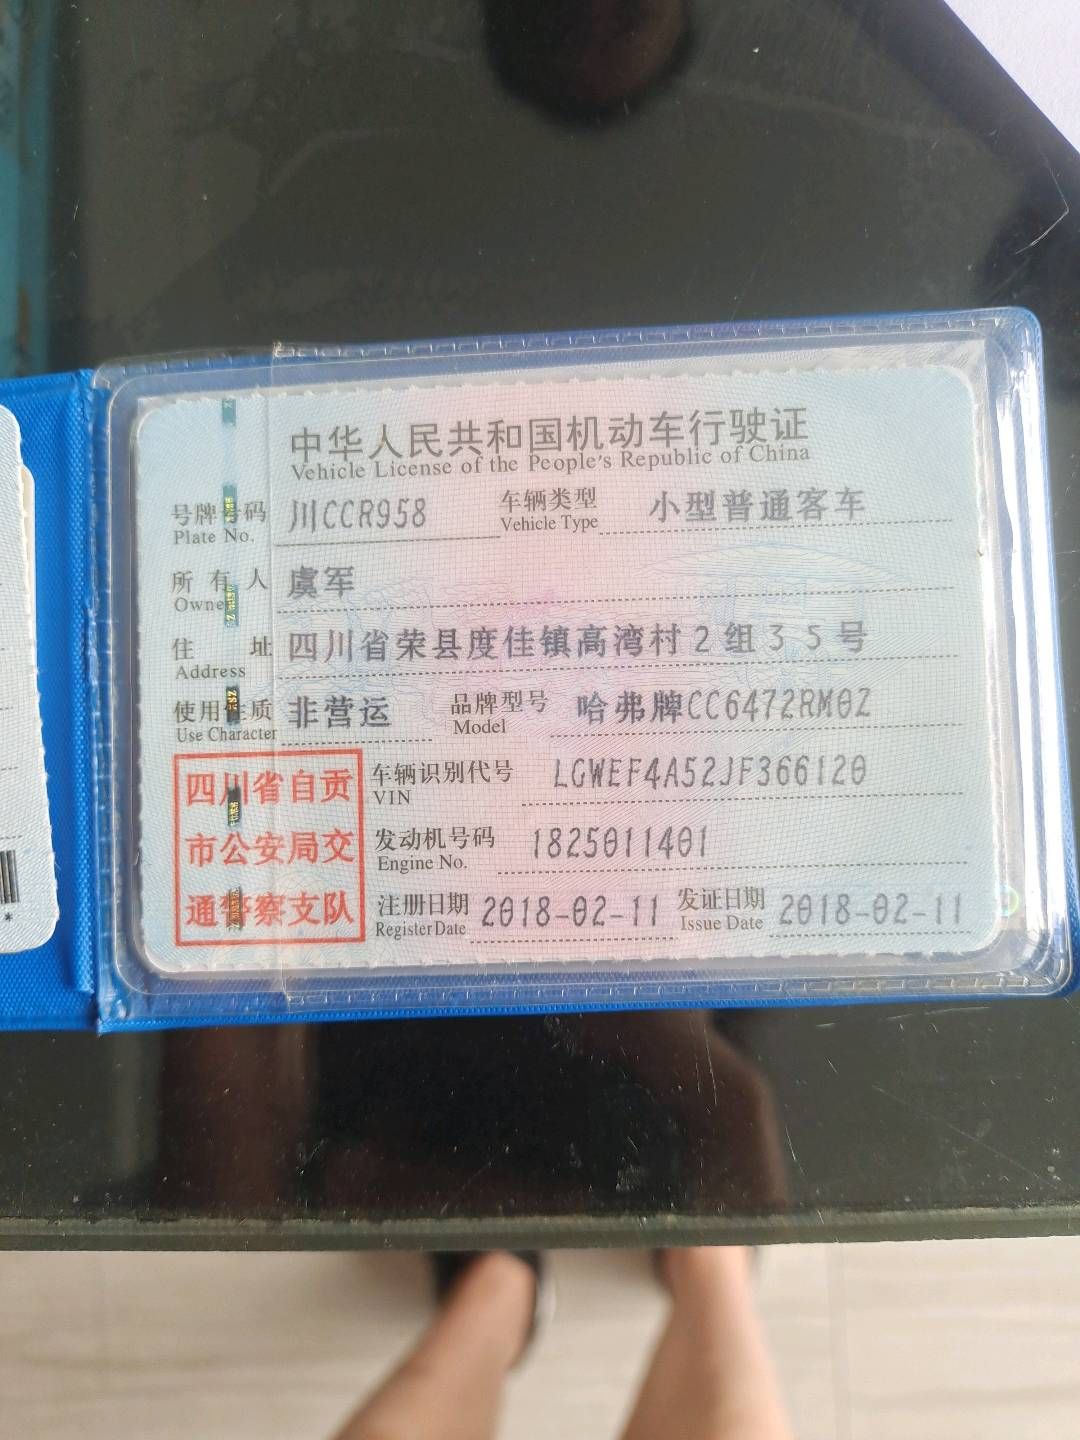 中华人民共和国机动车行驶证
Vehicle License of the People's Republic of China
号牌号码 川CCR958 车辆类型 小型普通客车
Plate No. Vehicle Type
所有人 虞军
Owner
住址 四川省荣县度佳镇高湾村2组35号
Address
使用性质 非营运 品牌型号 哈弗牌CC6472RM0Z
Use Character Model
四川省自贡
市公安局交
通警察支队
车辆识别代号 LGWEF4A52JF366120
VIN
发动机号码 1825011401
Engine No.
注册日期 2018-02-11 发证日期 2018-02-11
Register Date Issue Date
*